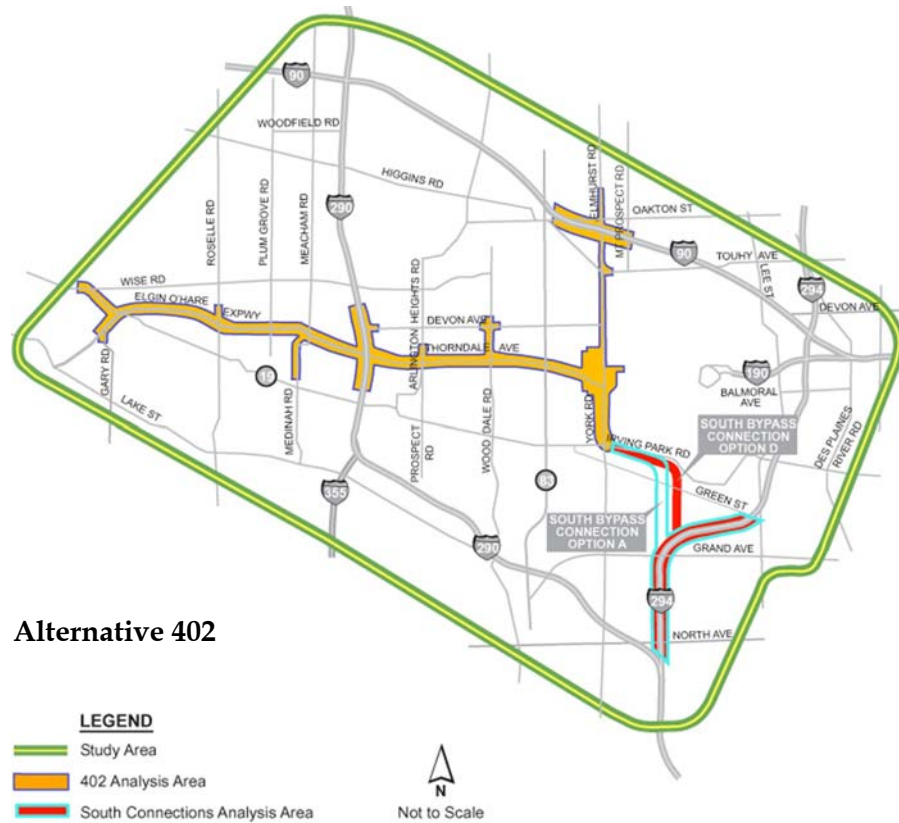 90
WOODFIELD RD
HIGGINS RD
ELMHURST RD
MT PROSPECT RD
OAKTON ST
290
ROSELLE RD
PLUM GROVE RD
MEACHAM RD
90
TOUHY AVE
LEE ST
294
DEVON AVE
WISE RD
ELGIN O'HARE
EXPWY
ARLINGTON HEIGHTS RD
DEVON AVE
THORNDALE AVE
190
BALMORAL
AVE
GARY RD
19
MEDINAH RD
LAKE ST
PROSPECT
RD
WOOD DALE RD
YORK RD
IRVING PARK RD
SOUTH BYPASS
CONNECTION
OPTION D
DES PLAINES
RIVER RD
83
355
GREEN ST
SOUTH BYPASS
CONNECTION
OPTION A
290
GRAND AVE
294
NORTH AVE
Alternative 402
LEGEND
Study Area
402 Analysis Area
South Connections Analysis Area
N
Not to Scale